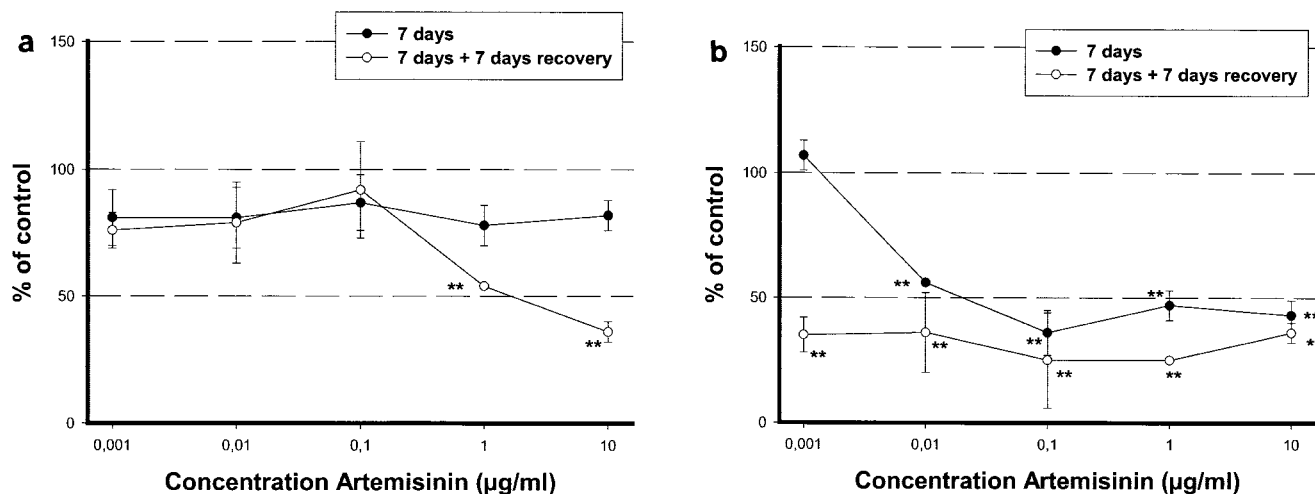 a
150
7 days
7 days + 7 days recovery
100
% of control
50
**
**
0
0,001
0,01
0,1
1
10
Concentration Artemisinin (µg/ml)
b
150
7 days
7 days + 7 days recovery
100
% of control
50
**
**
**
**
**
**
**
**
*
0
0,001
0,01
0,1
1
10
Concentration Artemisinin (µg/ml)